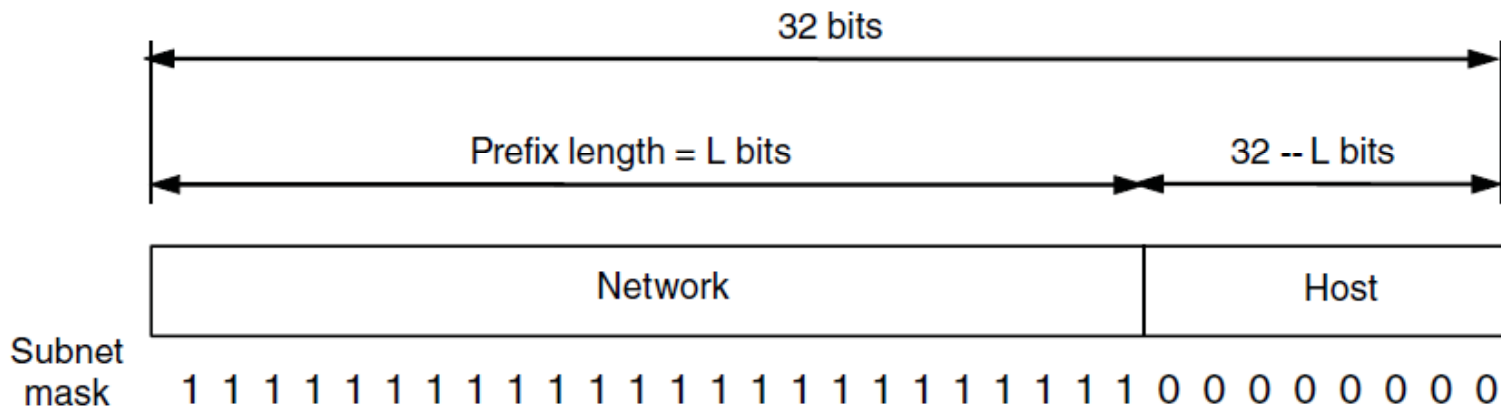 32 bits
Prefix length = L bits
32 -- L bits
Network
Host
Subnet
mask
1 1 1 1 1 1 1 1 1 1 1 1 1 1 1 1 1 1 1 1 1 1 1 1 0 0 0 0 0 0 0 0